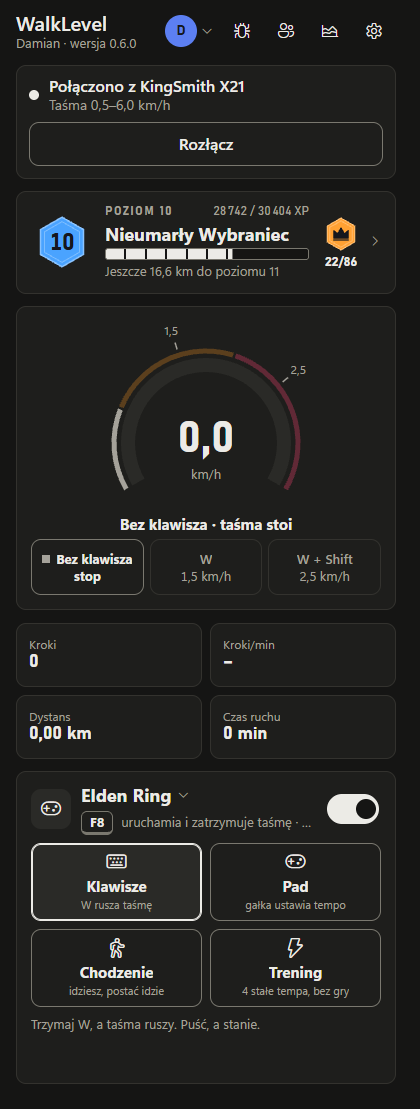 WalkLevel
Damian · wersja 0.6.0
D
Połączono z KingSmith X21
Taśma 0,5–6,0 km/h
Rozłącz
POZIOM 10
28 742 / 30 404 XP
10
Nieumarły Wybraniec
22/86
Jeszcze 16,6 km do poziomu 11
1,5
2,5
0,0
km/h
Bez klawisza · taśma stoi
Bez klawisza
stop
W
1,5 km/h
W + Shift
2,5 km/h
Kroki
0
Kroki/min
–
Dystans
0,00 km
Czas ruchu
0 min
Elden Ring
F8 uruchamia i zatrzymuje taśmę · ...
Klawisze
W rusza taśmę
Pad
gałka ustawia tempo
Chodzenie
idziesz, postać idzie
Trening
4 stałe tempa, bez gry
Trzymaj W, a taśma ruszy. Puść, a stanie.